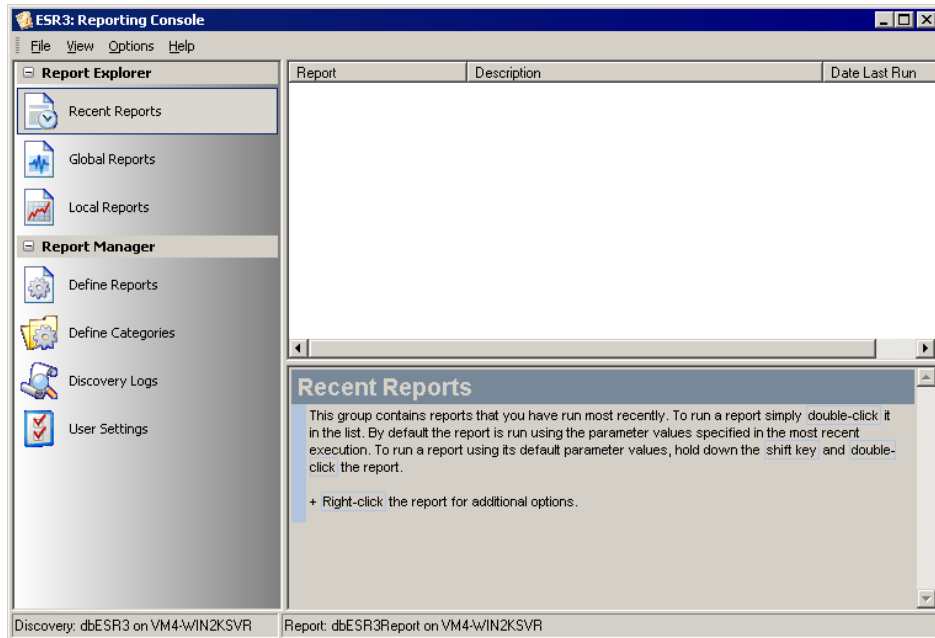 ESR3: Reporting Console
File View Options Help
Report Explorer
Recent Reports
Global Reports
Local Reports
Report Manager
Define Reports
Define Categories
Discovery Logs
User Settings
Report Description Date Last Run
Recent Reports
This group contains reports that you have run most recently. To run a report simply double-click it
in the list. By default the report is run using the parameter values specified in the most recent
execution. To run a report using its default parameter values, hold down the shift key and double-
click the report.
+ Right-click the report for additional options.
Discovery: dbESR3 on VM4-WIN2KSVR
Report: dbESR3Report on VM4-WIN2KSVR